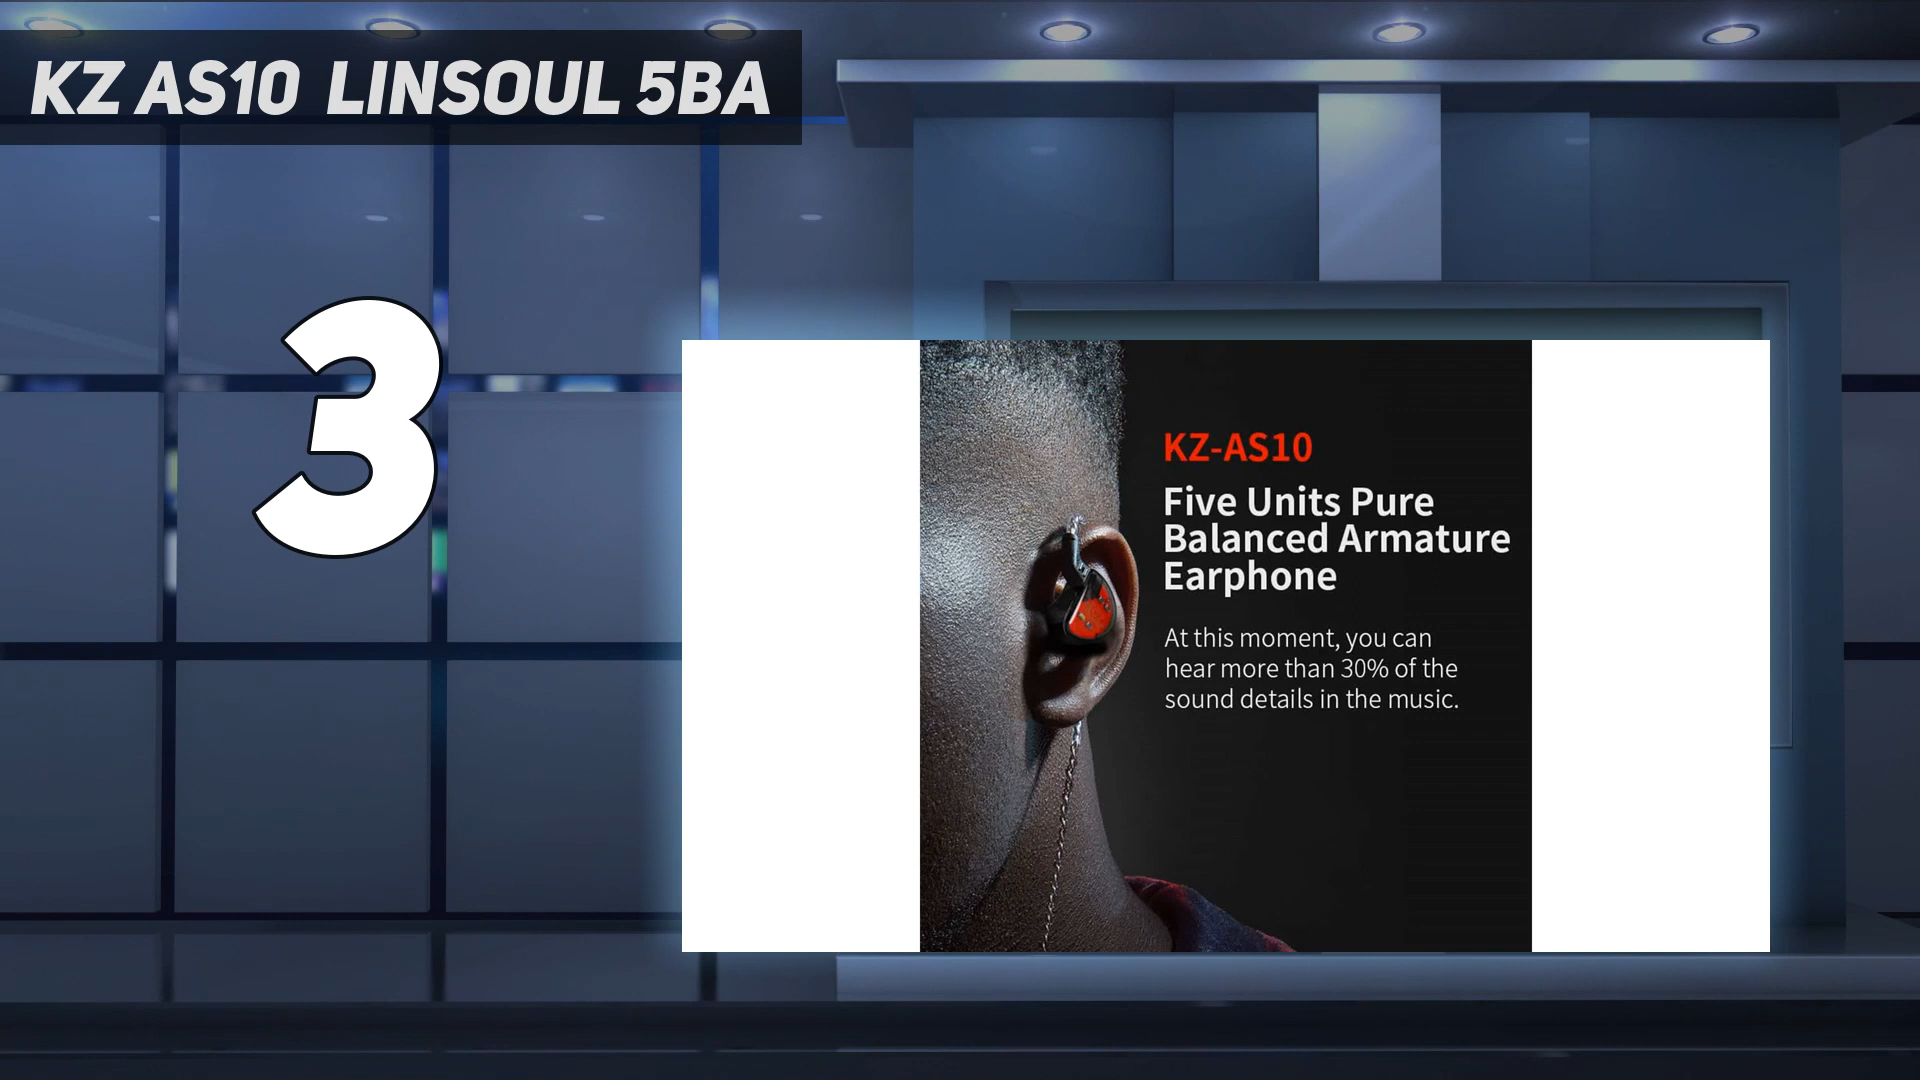 KZ AS10 LINSOUL 5BA
3
KZ-AS10
Five Units Pure
Balanced Armature
Earphone
At this moment, you can
hear more than 30% of the
sound details in the music.